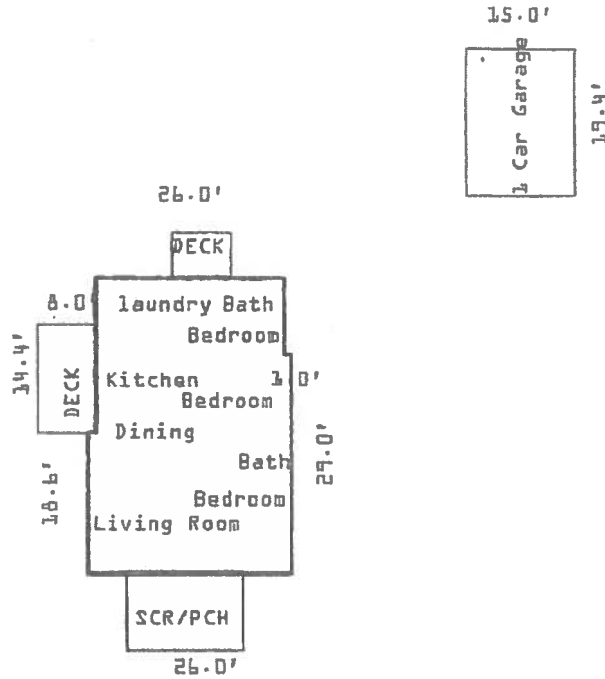 15.0'
1 Car Garage
19.4'
26.0'
DECK
8.0
laundry Bath
Bedroom
14.4'
DECK
Kitchen
1 0'
Bedroom
Dining
29.0'
Bath
18.6'
Bedroom
Living Room
SCR/PCH
26.0'